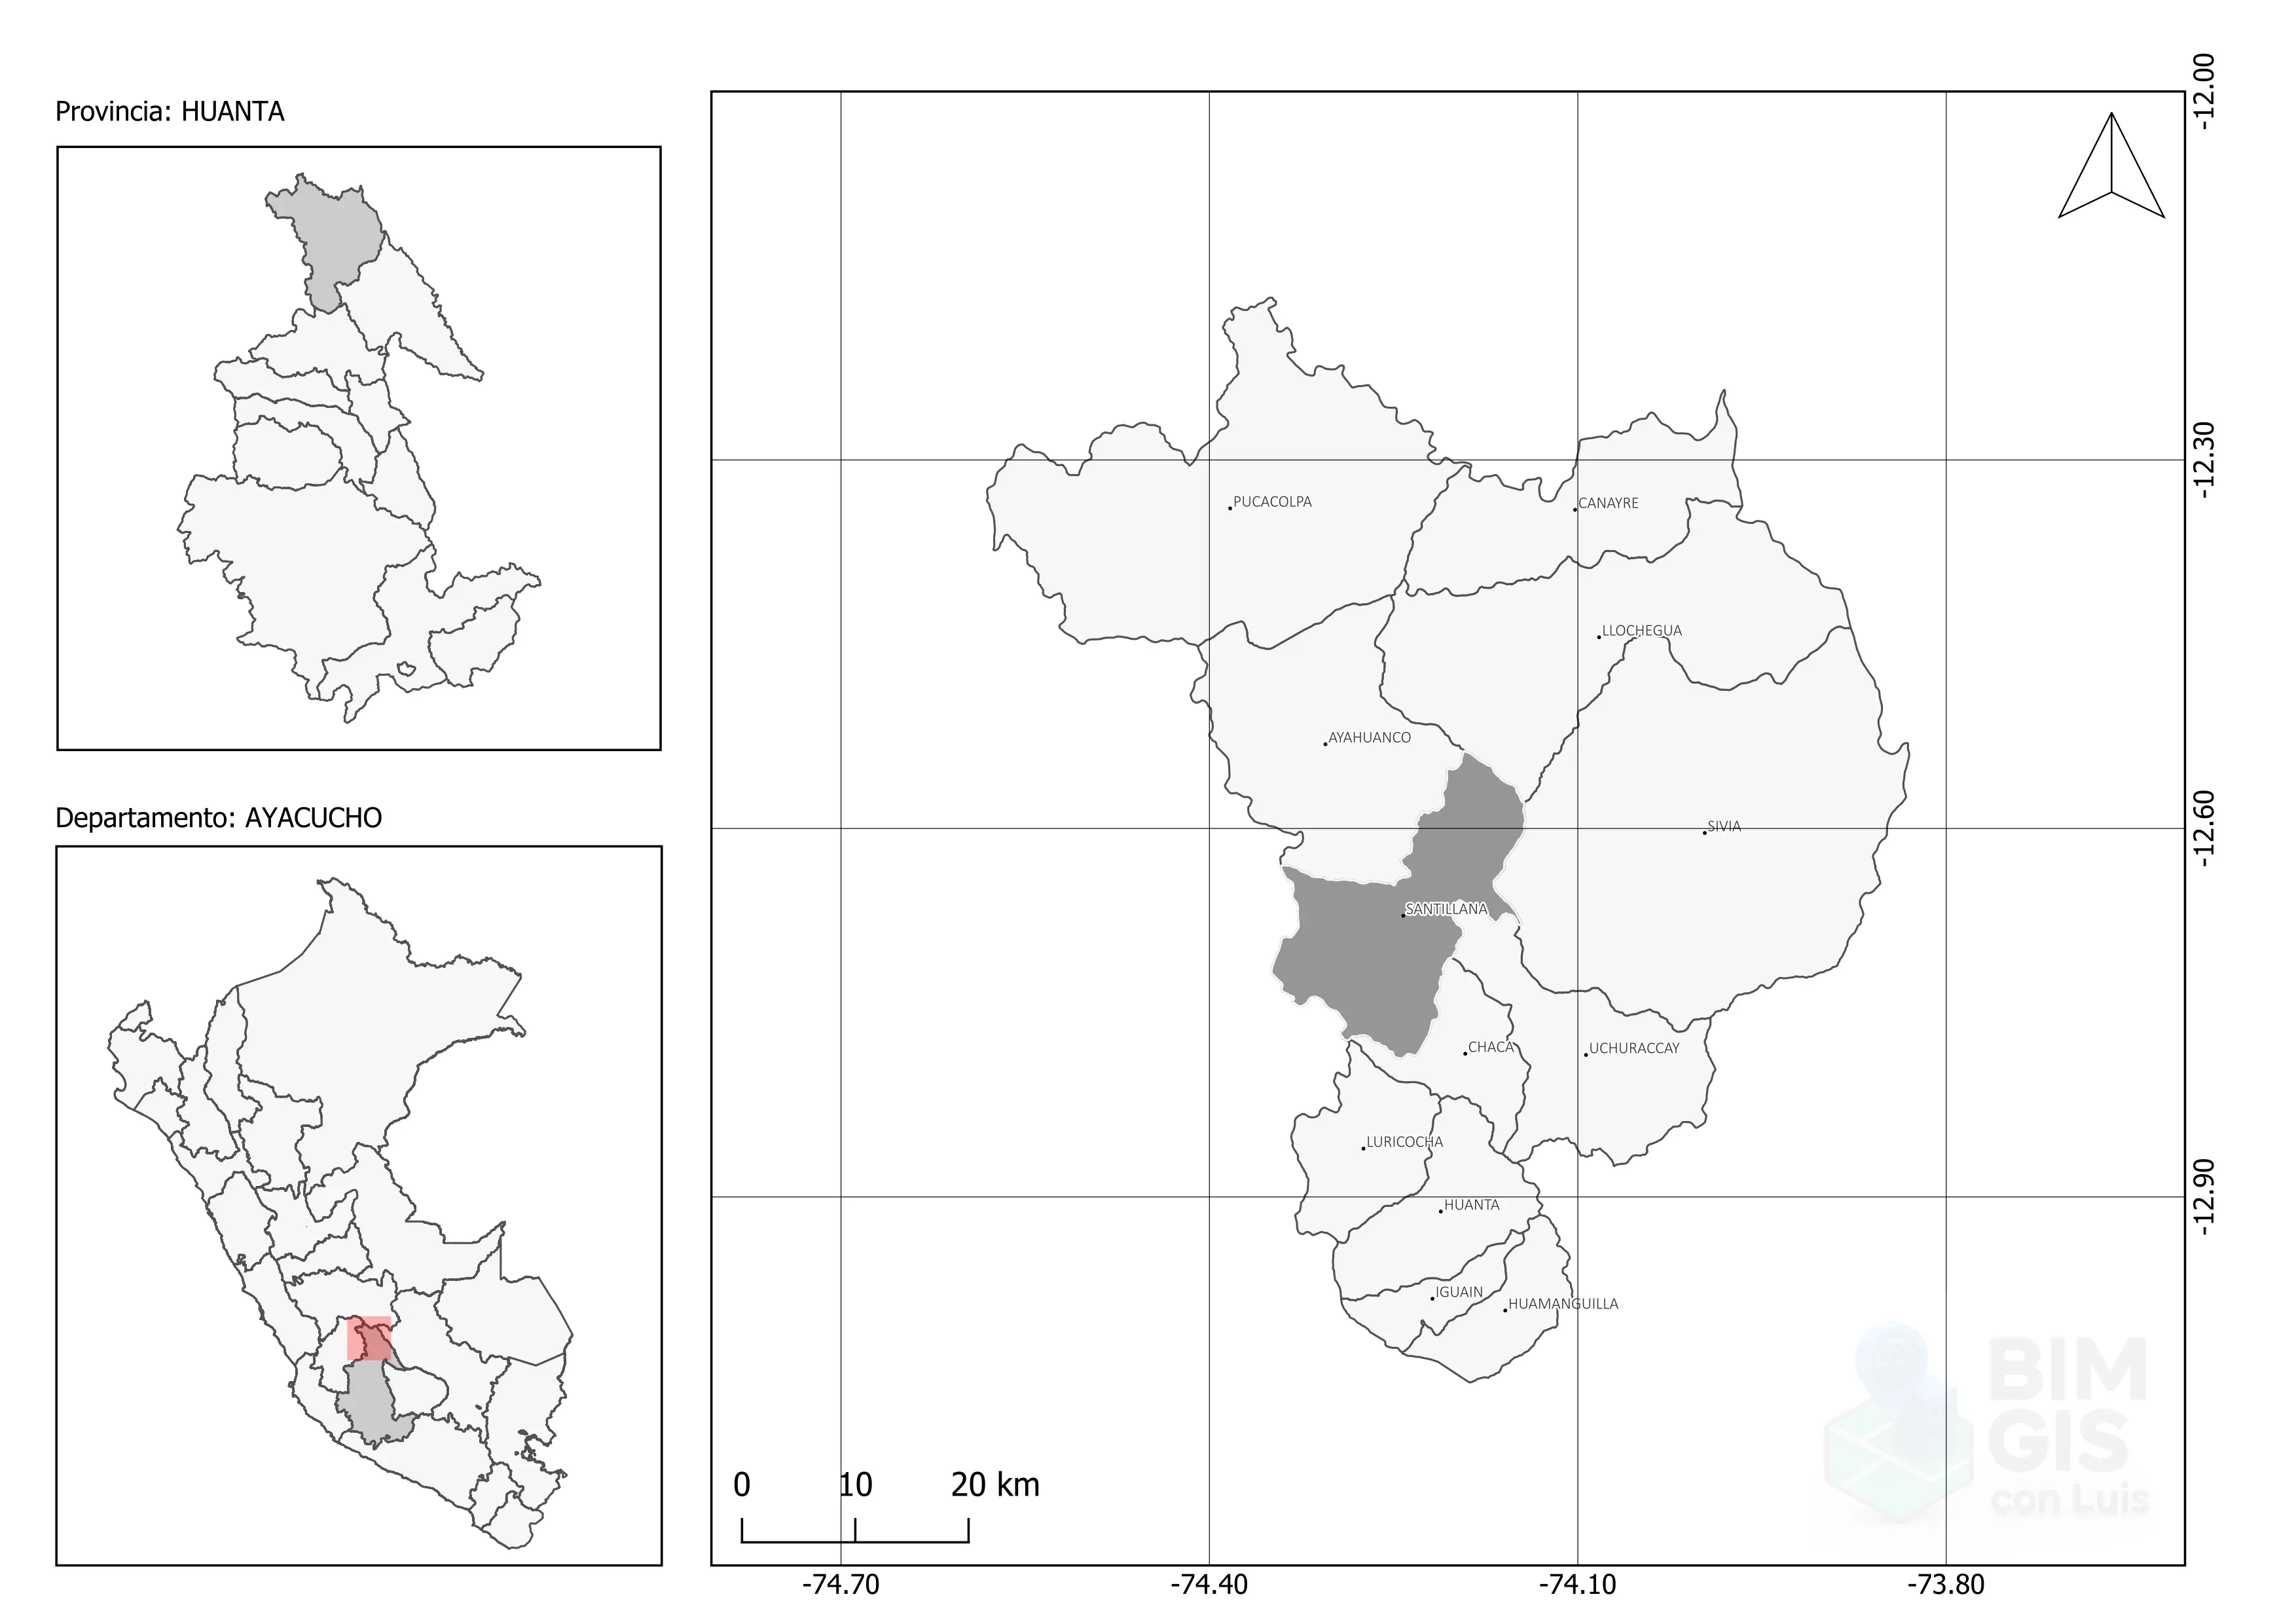 Provincia: HUANTA
Departamento: AYACUCHO
PUCACOLPA
CANAYRE
LLOCHEGUA
AYAHUANCO
SIVIA
SANTILLANA
CHACA
UCHURACCAY
LURICOCHA
HUANTA
IGUAIN
HUAMANGUILLA
-12.00
-12.30
-12.60
-12.90
0 10 20 km
-74.70 -74.40 -74.10 -73.80
BIM
GIS
con Luis